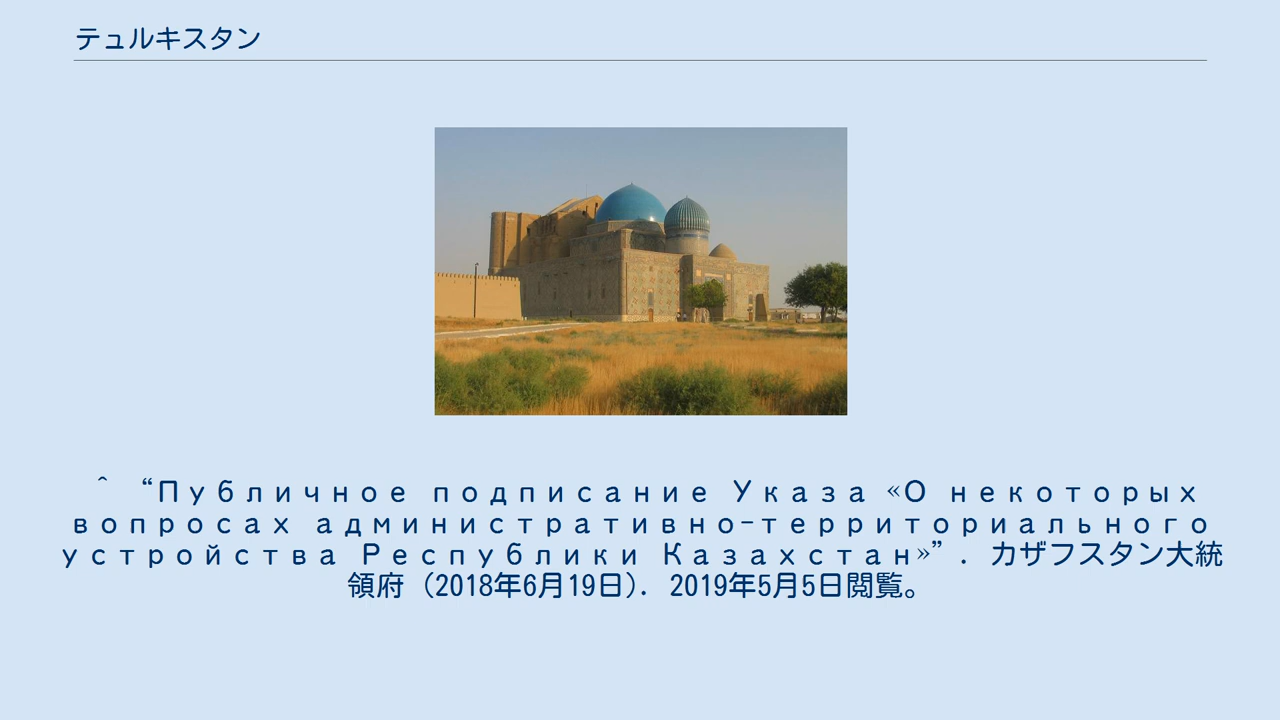 テュルキスタン
^ “Публичное подписание Указа «О некоторых
вопросах административно-территориального
устройства Республики Казахстан»”. カザフスタン大統
領府 (2018年6月19日). 2019年5月5日閲覧。